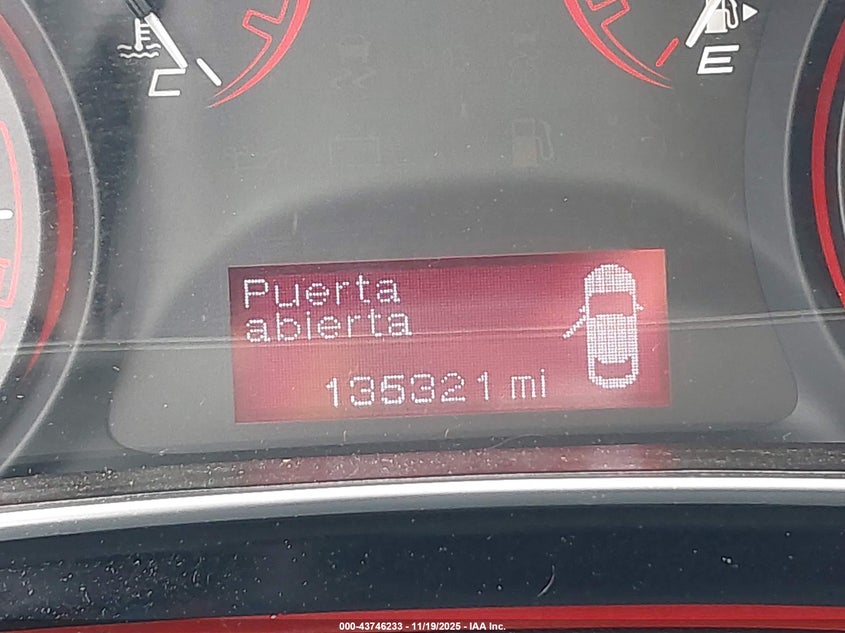 C
E
Puerta
abierta
135321 mi
000-43746233 - 11/19/2025 - IAA Inc.